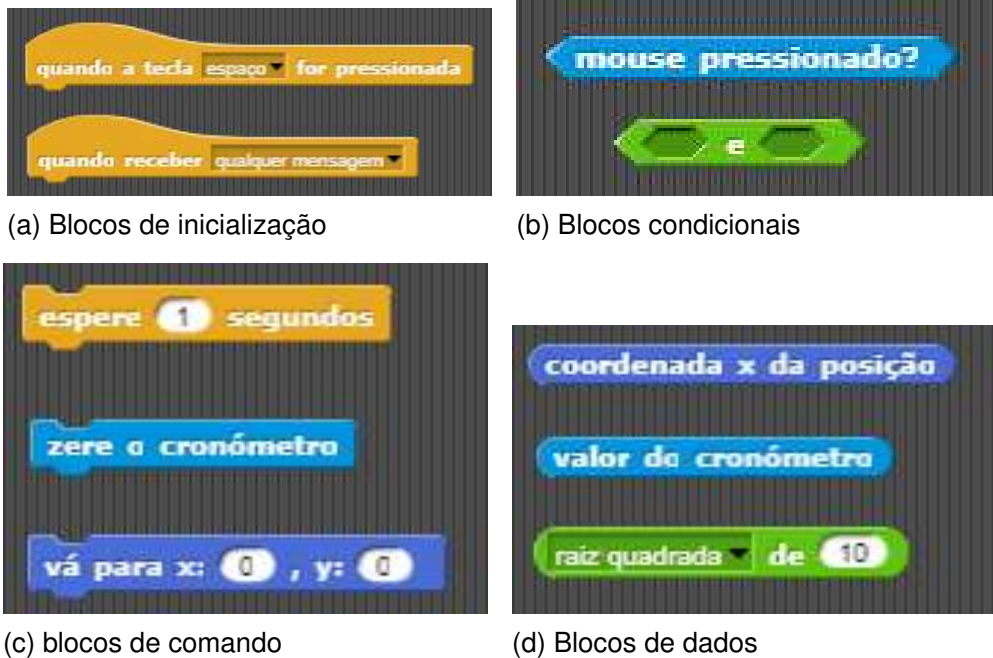 quando a tecla espaço for pressionada
quando receber qualquer mensagem
(a) Blocos de inicialização
mouse pressionado?
e
(b) Blocos condicionais
espere 1 segundos
zere o cronómetro
vá para x: 0 , y: 0
(c) blocos de comando
coordenada x da posição
valor do cronómetro
raiz quadrada de 10
(d) Blocos de dados